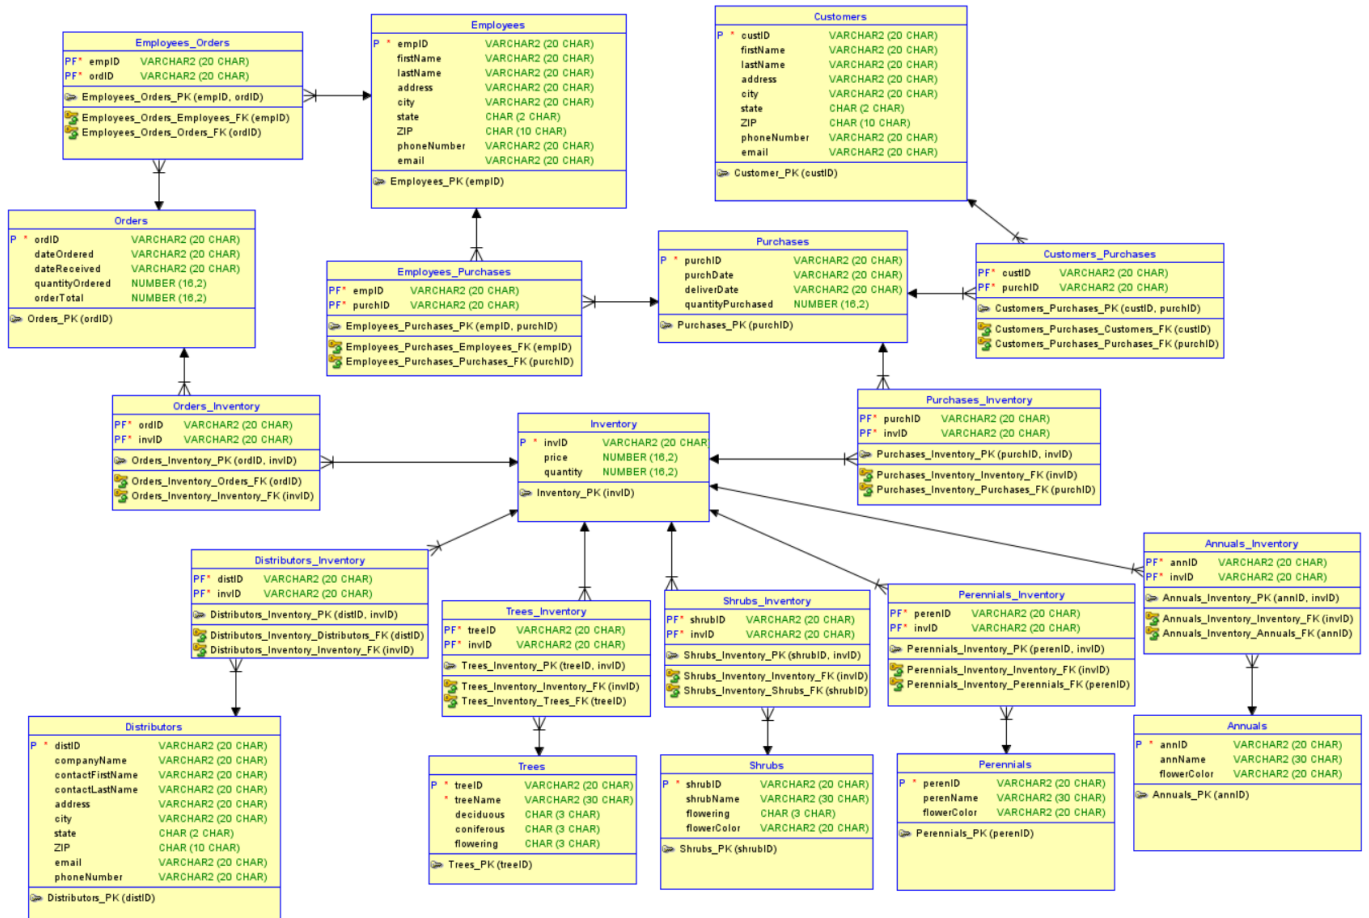 Employees_Orders
PF* empID VARCHAR2 (20 CHAR)
PF* ordID VARCHAR2 (20 CHAR)
Employees_Orders_PK (empID, ordID)
Employees_Orders_Employees_FK (empID)
Employees_Orders_Orders_FK (ordID)
Employees
P * empID VARCHAR2 (20 CHAR)
firstName VARCHAR2 (20 CHAR)
lastName VARCHAR2 (20 CHAR)
address VARCHAR2 (20 CHAR)
city VARCHAR2 (20 CHAR)
state CHAR (2 CHAR)
ZIP CHAR (10 CHAR)
phoneNumber VARCHAR2 (20 CHAR)
email VARCHAR2 (20 CHAR)
Employees_PK (empID)
Customers
P * custID VARCHAR2 (20 CHAR)
firstName VARCHAR2 (20 CHAR)
lastName VARCHAR2 (20 CHAR)
address VARCHAR2 (20 CHAR)
city VARCHAR2 (20 CHAR)
state CHAR (2 CHAR)
ZIP CHAR (10 CHAR)
phoneNumber VARCHAR2 (20 CHAR)
email VARCHAR2 (20 CHAR)
Customer_PK (custID)
Orders
P * ordID VARCHAR2 (20 CHAR)
dateOrdered VARCHAR2 (20 CHAR)
dateReceived VARCHAR2 (20 CHAR)
quantityOrdered NUMBER (16,2)
orderTotal NUMBER (16,2)
Orders_PK (ordID)
Employees_Purchases
PF* empID VARCHAR2 (20 CHAR)
PF* purchID VARCHAR2 (20 CHAR)
Employees_Purchases_PK (empID, purchID)
Employees_Purchases_Employees_FK (empID)
Employees_Purchases_Purchases_FK (purchID)
Purchases
P * purchID VARCHAR2 (20 CHAR)
purchDate VARCHAR2 (20 CHAR)
deliverDate VARCHAR2 (20 CHAR)
quantityPurchased NUMBER (16,2)
Purchases_PK (purchID)
Customers_Purchases
PF* custID VARCHAR2 (20 CHAR)
PF* purchID VARCHAR2 (20 CHAR)
Customers_Purchases_PK (custID, purchID)
Customers_Purchases_Customers_FK (custID)
Customers_Purchases_Purchases_FK (purchID)
Orders_Inventory
PF* ordID VARCHAR2 (20 CHAR)
PF* invID VARCHAR2 (20 CHAR)
Orders_Inventory_PK (ordID, invID)
Orders_Inventory_Orders_FK (ordID)
Orders_Inventory_Inventory_FK (invID)
Inventory
P * invID VARCHAR2 (20 CHAR
price NUMBER (16,2)
quantity NUMBER (16,2)
Inventory_PK (invID)
Purchases_Inventory
PF* purchID VARCHAR2 (20 CHAR)
PF* invID VARCHAR2 (20 CHAR)
Purchases_Inventory_PK (purchID, invID)
Purchases_Inventory_Inventory_FK (invID)
Purchases_Inventory_Purchases_FK (purchID)
Distributors_Inventory
PF* distID VARCHAR2 (20 CHAR)
PF* invID VARCHAR2 (20 CHAR)
Distributors_Inventory_PK (distID, invID)
Distributors_Inventory_Distributors_FK (distID)
Distributors_Inventory_Inventory_FK (invID)
Trees_Inventory
PF* treeID VARCHAR2 (20 CHAR)
PF* invID VARCHAR2 (20 CHAR)
Trees_Inventory_PK (treeID, invID)
Trees_Inventory_Inventory_FK (invID)
Trees_Inventory_Trees_FK (treeID)
Shrubs_Inventory
PF* shrubID VARCHAR2 (20 CHAR)
PF* invID VARCHAR2 (20 CHAR)
Shrubs_Inventory_PK (shrubID, invID)
Shrubs_Inventory_Inventory_FK (invID)
Shrubs_Inventory_Shrubs_FK (shrubID)
Perennials_Inventory
PF* perenID VARCHAR2 (20 CHAR)
PF* invID VARCHAR2 (20 CHAR)
Perennials_Inventory_PK (perenID, invID)
Perennials_Inventory_Inventory_FK (invID)
Perennials_Inventory_Perennials_FK (perenID)
Annuals_Inventory
PF* annID VARCHAR2 (20 CHAR)
PF* invID VARCHAR2 (20 CHAR)
Annuals_Inventory_PK (annID, invID)
Annuals_Inventory_Inventory_FK (invID)
Annuals_Inventory_Annuals_FK (annID)
Distributors
P * distID VARCHAR2 (20 CHAR)
companyName VARCHAR2 (20 CHAR)
contactFirstName VARCHAR2 (20 CHAR)
contactLastName VARCHAR2 (20 CHAR)
address VARCHAR2 (20 CHAR)
city VARCHAR2 (20 CHAR)
state CHAR (2 CHAR)
ZIP CHAR (10 CHAR)
email VARCHAR2 (20 CHAR)
phoneNumber VARCHAR2 (20 CHAR)
Distributors_PK (distID)
Trees
P * treeID VARCHAR2 (20 CHAR)
* treeName VARCHAR2 (30 CHAR)
deciduous CHAR (3 CHAR)
coniferous CHAR (3 CHAR)
flowering CHAR (3 CHAR)
Trees_PK (treeID)
Shrubs
P * shrubID VARCHAR2 (20 CHAR)
shrubName VARCHAR2 (30 CHAR)
flowering CHAR (3 CHAR)
flowerColor VARCHAR2 (20 CHAR)
Shrubs_PK (shrubID)
Perennials
P * perenID VARCHAR2 (20 CHAR)
perenName VARCHAR2 (30 CHAR)
flowerColor VARCHAR2 (20 CHAR)
Perennials_PK (perenID)
Annuals
P * annID VARCHAR2 (20 CHAR)
annName VARCHAR2 (30 CHAR)
flowerColor VARCHAR2 (20 CHAR)
Annuals_PK (annID)